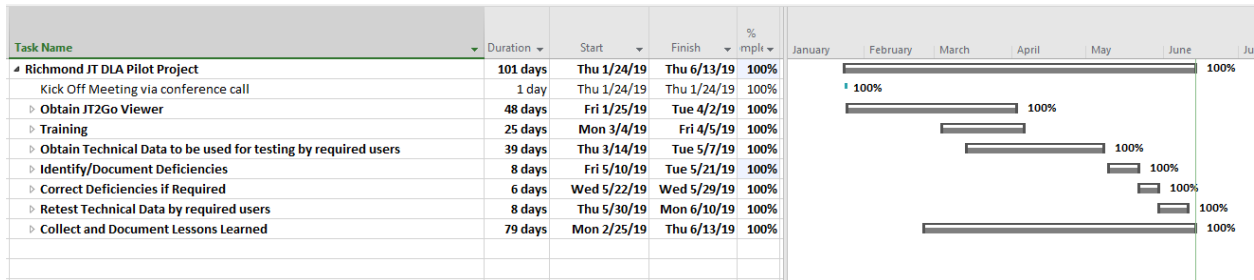 %
Task Name Duration Start Finish omple January February March April May June Ju
Richmond JT DLA Pilot Project 101 days Thu 1/24/19 Thu 6/13/19 100% 100%
Kick Off Meeting via conference call 1 day Thu 1/24/19 Thu 1/24/19 100% 100%
Obtain JT2Go Viewer 48 days Fri 1/25/19 Tue 4/2/19 100% 100%
Training 25 days Mon 3/4/19 Fri 4/5/19 100%
Obtain Technical Data to be used for testing by required users 39 days Thu 3/14/19 Tue 5/7/19 100% 100%
Identify/Document Deficiencies 8 days Fri 5/10/19 Tue 5/21/19 100% 100%
Correct Deficiencies if Required 6 days Wed 5/22/19 Wed 5/29/19 100% 100%
Retest Technical Data by required users 8 days Thu 5/30/19 Mon 6/10/19 100% 100%
Collect and Document Lessons Learned 79 days Mon 2/25/19 Thu 6/13/19 100% 100%